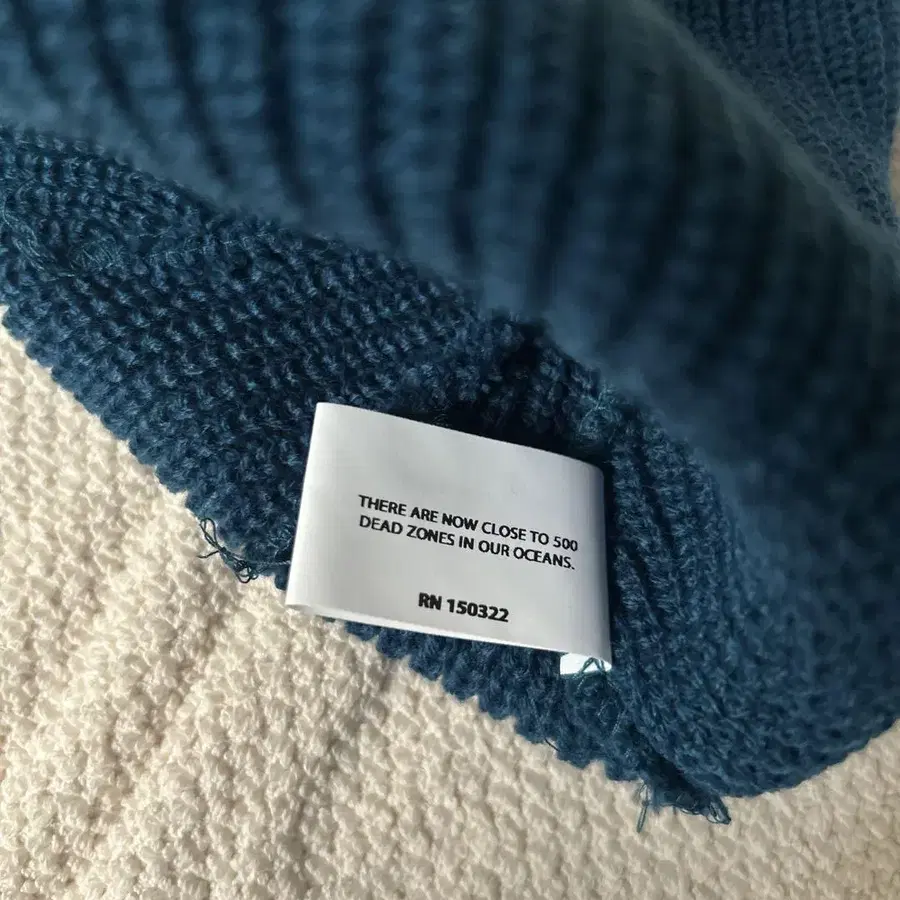 THERE ARE NOW CLOSE TO 500
DEAD ZONES IN OUR OCEANS.
RN 150322